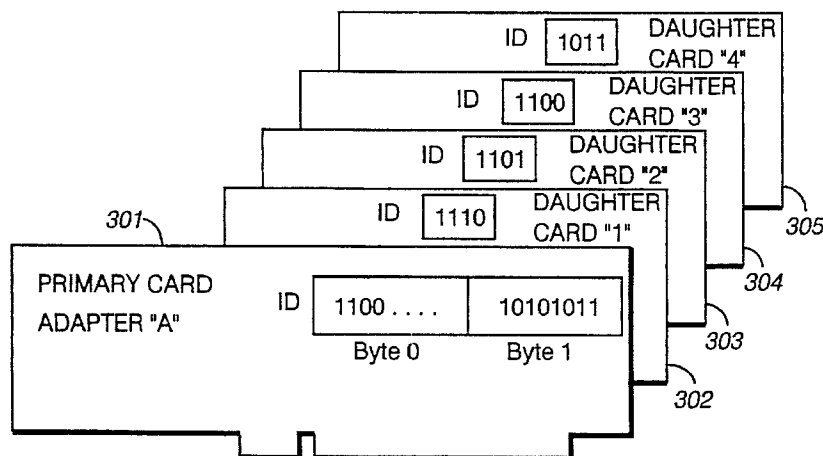 ID 1011 DAUGHTER
CARD "4"
ID 1100 DAUGHTER
CARD "3"
ID 1101 DAUGHTER
CARD "2"
ID 1110 DAUGHTER
CARD "1"
301
305
304
303
302
PRIMARY CARD
ADAPTER "A"
ID 1100 . . . . 10101011
Byte 0 Byte 1